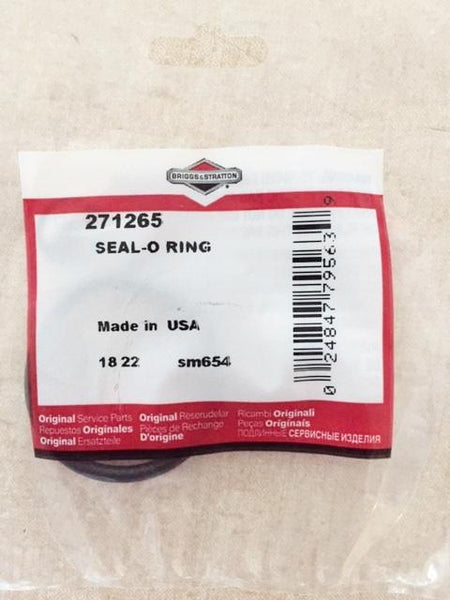 BRIGGS & STRATTON
271265
SEAL-O RING
Made in USA
18 22 sm654
0 24847 79563 9
Original Service Parts
Repuestos Originales
Original Ersatzteile
Original Reserudelar
Pièces de Rechange
D'origine
Ricambi Originali
Peças Originais
ПОДЛИННЫЕ СЕРВИСНЫЕ ИЗДЕЛИЯ